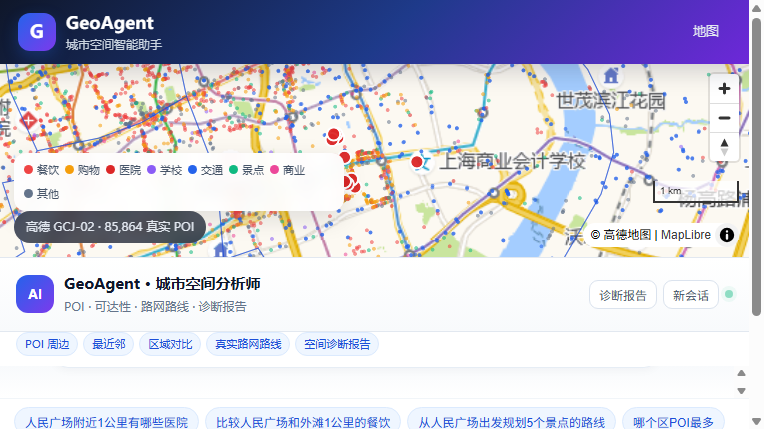 G
GeoAgent
城市空间智能助手
地图
世茂滨江花园
上海商业会计学校
餐饮
购物
医院
学校
交通
景点
商业
其他
1 km
高德 GCJ-02 · 85,864 真实 POI
© 高德地图 | MapLibre
AI
GeoAgent · 城市空间分析师
POI · 可达性 · 路网路线 · 诊断报告
诊断报告
新会话
POI 周边
最近邻
区域对比
真实路网路线
空间诊断报告
人民广场附近1公里有哪些医院
比较人民广场和外滩1公里的餐饮
从人民广场出发规划5个景点的路线
哪个区POI最多